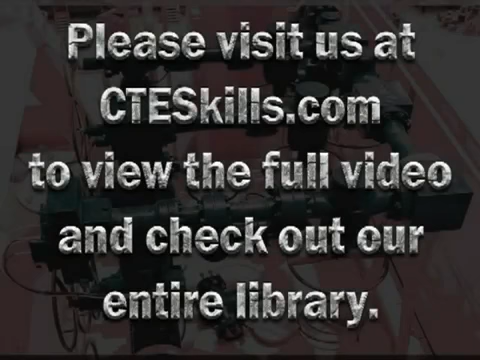 Please visit us at
CTESkills.com
to view the full video
and check out our
entire library.